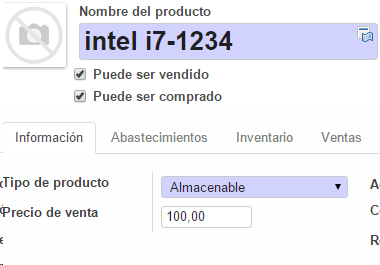 Nombre del producto
intel i7-1234
Puede ser vendido
Puede ser comprado
Información Abastecimientos Inventario Ventas
Tipo de producto Almacenable
Precio de venta 100,00